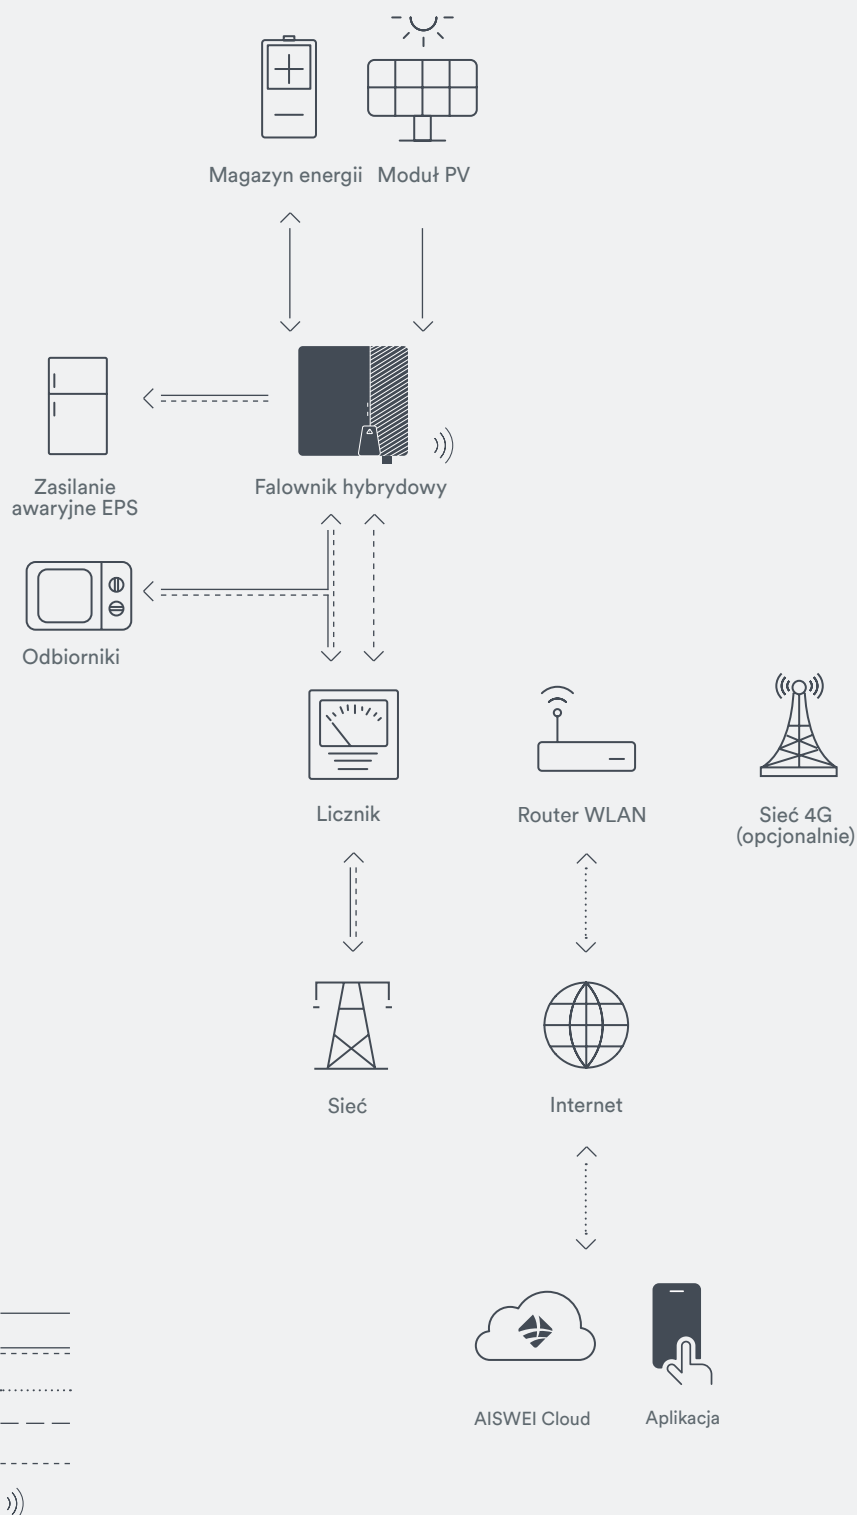 Magazyn energii Moduł PV
Falownik hybrydowy
Zasilanie
awaryjne EPS
Odbiorniki
Licznik
Router WLAN
Sieć 4G
(opcjonalnie)
Sieć
Internet
AISWEI Cloud
Aplikacja